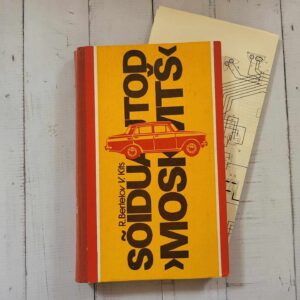 R.Bertelov V. Kits
SÕIDUAUTOD
›MOSKVITŠ‹